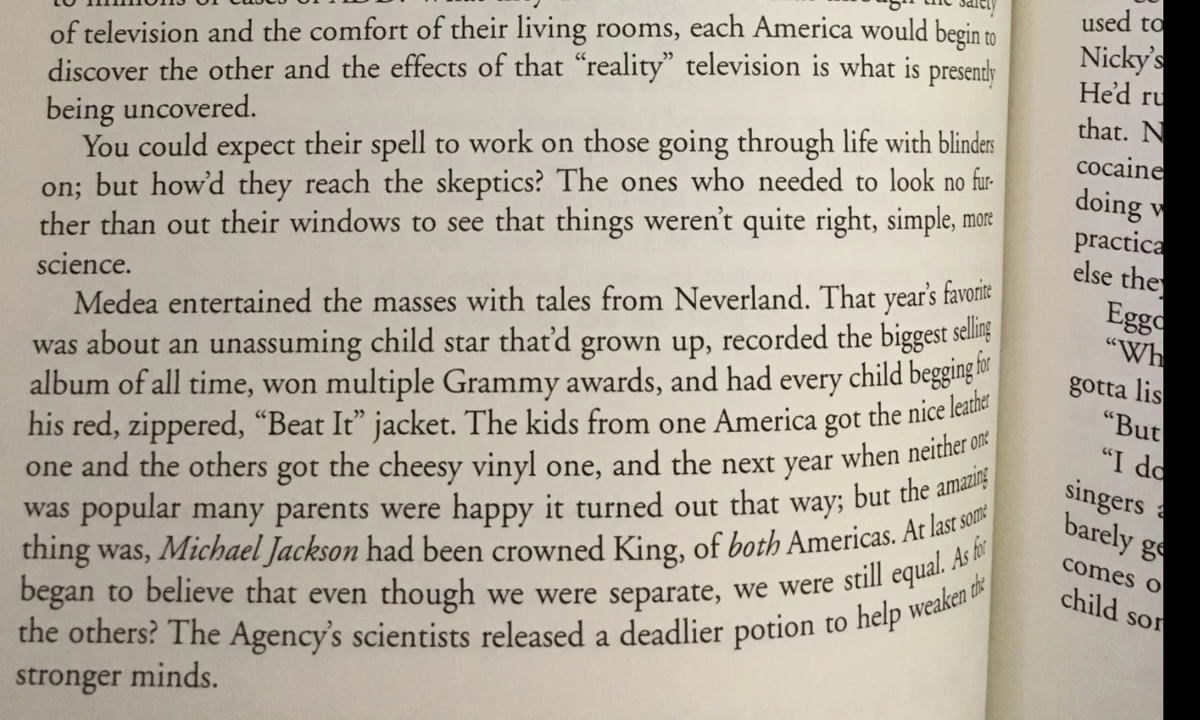 of television and the comfort of their living rooms, each America would begin to
discover the other and the effects of that “reality” television is what is presently
being uncovered.
You could expect their spell to work on those going through life with blinders
on; but how’d they reach the skeptics? The ones who needed to look no fur-
ther than out their windows to see that things weren’t quite right, simple, more
science.
Medea entertained the masses with tales from Neverland. That year’s favorite
was about an unassuming child star that’d grown up, recorded the biggest selling
album of all time, won multiple Grammy awards, and had every child begging for
his red, zippered, “Beat It” jacket. The kids from one America got the nice leather
one and the others got the cheesy vinyl one, and the next year when neither one
was popular many parents were happy it turned out that way; but the amazing
thing was, Michael Jackson had been crowned King, of both Americas. At last some
began to believe that even though we were separate, we were still equal. As for
the others? The Agency’s scientists released a deadlier potion to help weaken the
stronger minds.
used to
Nicky’s
He’d
that.
cocaine
doing
else they
“Wh
gotta lis
“But
“I do
singers
barely
comes
child